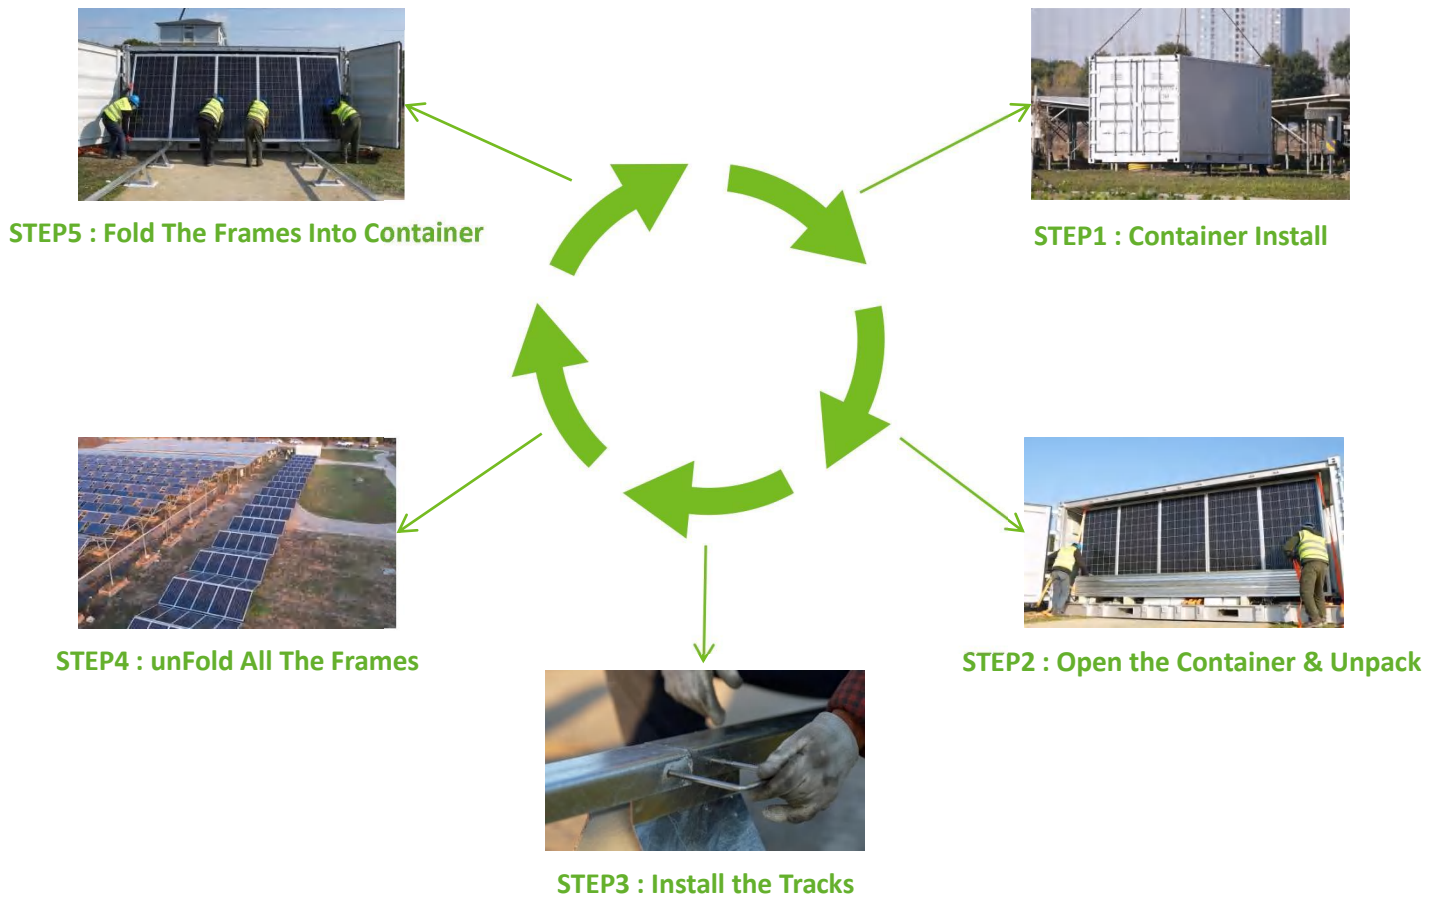 STEP5 : Fold The Frames Into Container
STEP1 : Container Install
STEP4 : unFold All The Frames
STEP2 : Open the Container & Unpack
STEP3 : Install the Tracks